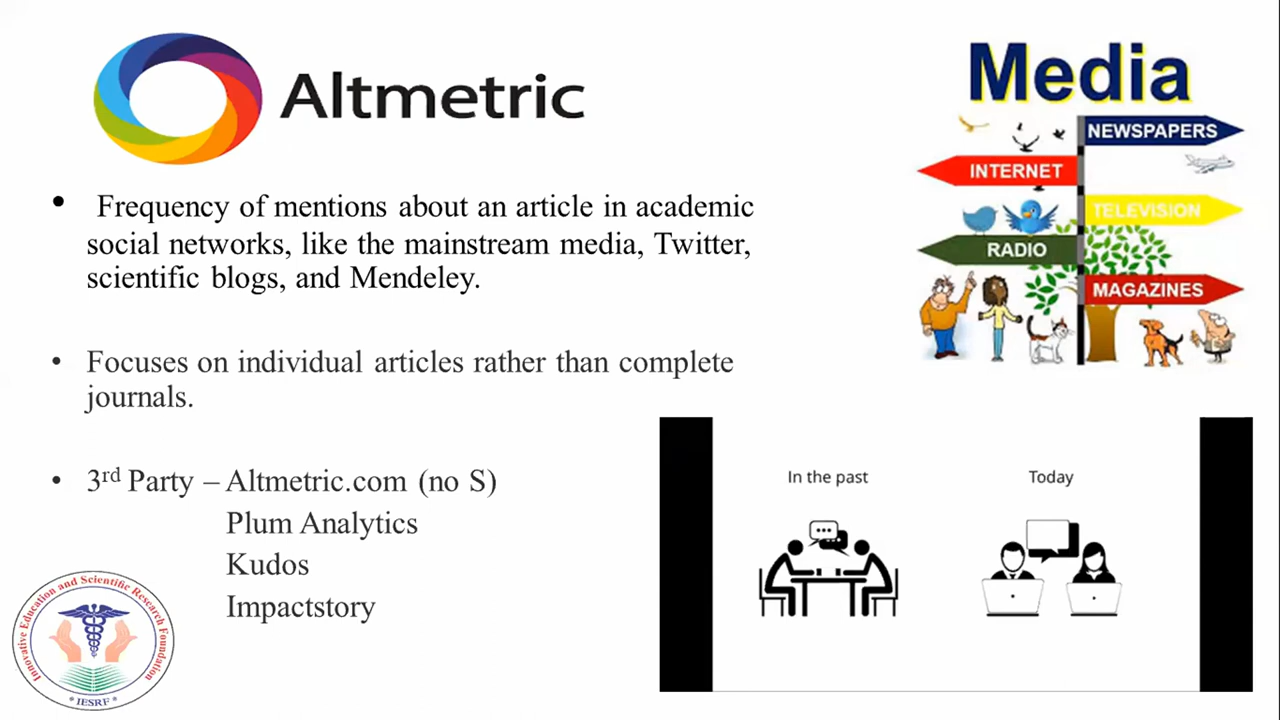 Altmetric
• Frequency of mentions about an article in academic
social networks, like the mainstream media, Twitter,
scientific blogs, and Mendeley.
• Focuses on individual articles rather than complete
journals.
• 3rd Party – Altmetric.com (no S)
Plum Analytics
Kudos
Impactstory
Media
NEWSPAPERS
INTERNET
TELEVISION
RADIO
MAGAZINES
In the past
Today
Innovative Education and Scientific Research Foundation
* IESRF *